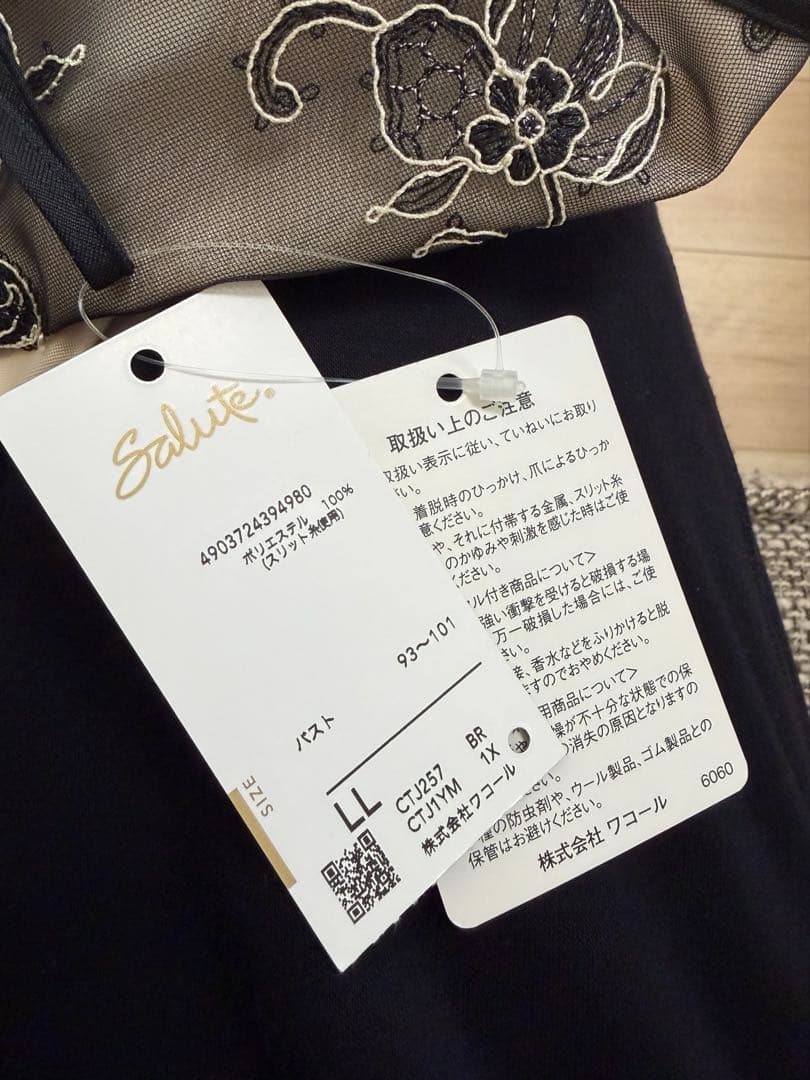 Salute®
4903724394980
ポリエステル 100%
(スリット糸使用)
バスト 93〜101
SIZE
LL
CTJ257 BR
CTJ1YM 1X
株式会社ワコール
取扱い上のご注意
取扱い表示に従い、ていねいにお取り
い。
着脱時のひっかけ、爪によるひっか
意ください。
や、それに付帯する金属、スリット糸
のかゆみや刺激を感じた時はご使
ください。
ル付き商品について>
強い衝撃を受けると破損する場
万一破損した場合には、ご使
さい。
、香水などをふりかけると脱
ますのでおやめください。
用商品について>
燥が不十分な状態での保
の消失の原因となりますの
さい。
種の防虫剤や、ウール製品、ゴム製品との
保管はお避けください。
株式会社 ワコール
6060